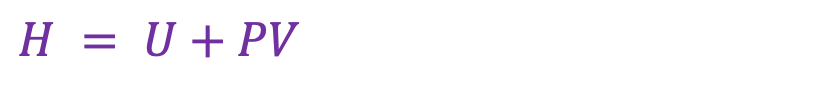 H = U + PV